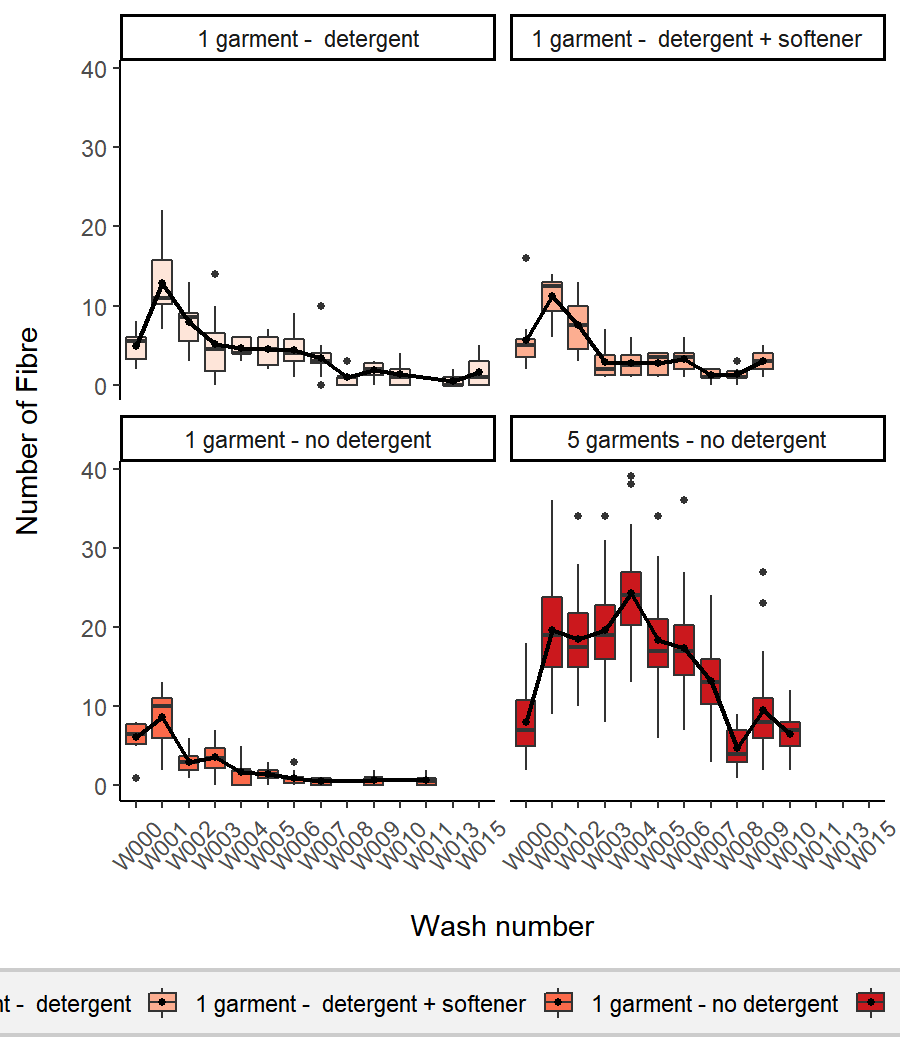 1 garment -  detergent
1 garment -  detergent + softener
40
30
20
10
0
1 garment - no detergent
5 garments - no detergent
40
30
20
10
0
Number of Fibre
W000 W001 W002 W003 W004 W005 W006 W007 W008 W009 W010 W011 W013 W015
W000 W001 W002 W003 W004 W005 W006 W007 W008 W009 W010 W011 W013 W015
Wash number
nt -  detergent 1 garment -  detergent + softener 1 garment - no detergent